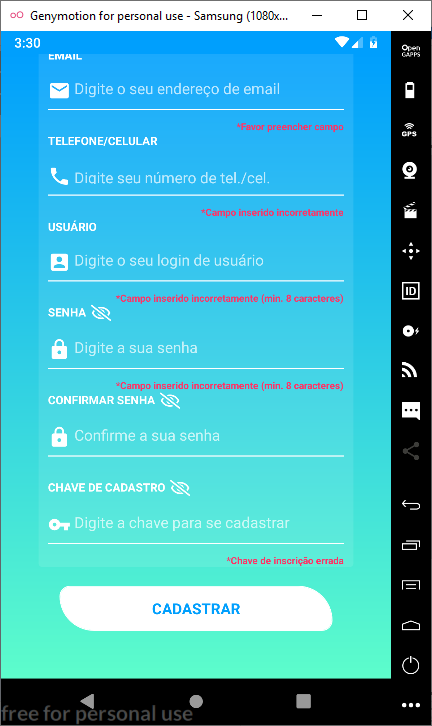 Genymotion for personal use - Samsung (1080x...
3:30
EMAIL
Digite o seu endereço de email
*Favor preencher campo
TELEFONE/CELULAR
Digite seu número de tel./cel.
*Campo inserido incorretamente
USUÁRIO
Digite o seu login de usuário
*Campo inserido incorretamente (min. 8 caracteres)
SENHA
Digite a sua senha
*Campo inserido incorretamente (min. 8 caracteres)
CONFIRMAR SENHA
Confirme a sua senha
CHAVE DE CADASTRO
Digite a chave para se cadastrar
*Chave de inscrição errada
CADASTRAR
free for personal use
Open
GAPPS
GPS
ID